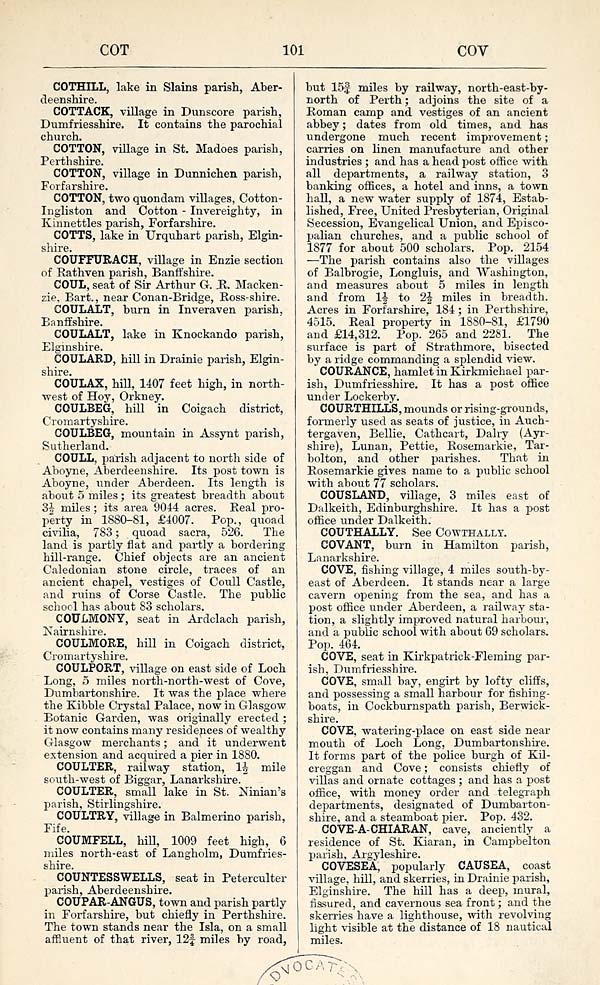 COT
101
COV
COTHILL, lake in Slains parish, Aber-
deenshire.
COTTACK, village in Dunscore parish,
Dumfriesshire. It contains the parochial
church.
COTTON, village in St. Madoes parish,
Perthshire.
COTTON, village in Dunnichen parish,
Forfarshire.
COTTON, two quondam villages, Cotton-
Ingliston and Cotton-Invereighty, in
Kinnettles parish, Forfarshire.
COTTS, lake in Urquhart parish, Elgin-
shire.
COUFFURACH, village in Enzie section
of Rathven parish, Banffshire.
COUL, seat of Sir Arthur G. R. Macken-
zie, Bart., near Conan-Bridge, Ross-shire.
COULALT, burn in Inveraven parish,
Banffshire.
COULALT, lake in Knockando parish,
Elginshire.
COULARD, hill in Drainie parish, Elgin-
shire.
COULAX, hill, 1407 feet high, in north-
west of Hoy, Orkney.
COULBEG, hill in Coigach district,
Cromartyshire.
COULBEG, mountain in Assynt parish,
Sutherland.
COULL, parish adjacent to north side of
Aboyne, Aberdeenshire. Its post town is
Aboyne, under Aberdeen. Its length is
about 5 miles; its greatest breadth about
3½ miles; its area 9044 acres. Real pro-
perty in 1880-81, £4007. Pop., quoad
civilia, 783; quoad sacra, 526. The
land is partly flat and partly a bordering
hill-range. Chief objects are an ancient
Caledonian stone circle, traces of an
ancient chapel, vestiges of Coull Castle,
and ruins of Corse Castle. The public
school has about 83 scholars.
COULMONY, seat in Ardclach parish,
Nairnshire.
COULMORE, hill in Coigach district,
Cromartyshire.
COULPORT, village on east side of Loch
Long, 5 miles north-north-west of Cove,
Dumbartonshire. It was the place where
the Kibble Crystal Palace, now in Glasgow
Botanic Garden, was originally erected;
it now contains many residences of wealthy
Glasgow merchants; and it underwent
extension and acquired a pier in 1880.
COULTER, railway station, 1½ mile
south-west of Biggar, Lanarkshire.
COULTER, small lake in St. Ninian's
parish, Stirlingshire.
COULTRY, village in Balmerino parish,
Fife.
COUMFELL, hill, 1009 feet high, 6
miles north-east of Langholm, Dumfries-
shire.
COUNTESSWELLS, seat in Peterculter
parish, Aberdeenshire.
COUPAR-ANGUS, town and parish partly
in Forfarshire, but chiefly in Perthshire.
The town stands near the Isla, on a small
affluent of that river, 12¾ miles by road,
but 15¾ miles by railway, north-east-by-
north of Perth; adjoins the site of a
Roman camp and vestiges of an ancient
abbey; dates from old times, and has
undergone much recent improvement;
carries on linen manufacture and other
industries; and has a head post office with
all departments, a railway station, 3
banking offices, a hotel and inns, a town
hall, a new water supply of 1874, Estab-
lished, Free, United Presbyterian, Original
Secession, Evangelical Union, and Episco-
palian churches, and a public school of
1877 for about 500 scholars. Pop. 2154
—The parish contains also the villages
of Balbrogie, Longluis, and Washington,
and measures about 5 miles in length
and from 1½ to 2½ miles in breadth.
Acres in Forfarshire, 184; in Perthshire,
4515. Real property in 1880-81, £1790
and £14,312. Pop. 265 and 2281. The
surface is part of Strathmore, bisected
by a ridge commanding a splendid view.
COURANCE, hamlet in Kirkmichael par-
ish, Dumfriesshire. It has a post office
under Lockerby.
COURTHILLS, mounds or rising-grounds,
formerly used as seats of justice, in Auch-
tergaven, Bellie, Cathcart, Dalry (Ayr-
shire), Lunan, Pettie, Rosemarkie, Tar-
bolton, and other parishes. That in
Rosemarkie gives name to a public school
with about 77 scholars.
COUSLAND, village, 3 miles east of
Dalkeith, Edinburghshire. It has a post
office under Dalkeith.
COUTHALLY. See COWTHALLY.
COVANT, burn in Hamilton parish,
Lanarkshire.
COVE, fishing village, 4 miles south-by-
east of Aberdeen. It stands near a large
cavern opening from the sea, and has a
post office under Aberdeen, a railway sta-
tion, a slightly improved natural harbour,
and a public school with about 69 scholars.
Pop. 464.
COVE, seat in Kirkpatrick-Fleming par-
ish, Dumfriesshire.
COVE, small bay, engirt by lofty cliffs,
and possessing a small harbour for fishing-
boats, in Cockburnspath parish, Berwick-
shire.
COVE, watering-place on east side near
mouth of Loch Long, Dumbartonshire.
It forms part of the police burgh of Kil-
creggan and Cove; consists chiefly of
villas and ornate cottages; and has a post
office, with money order and telegraph
departments, designated of Dumbarton-
shire, and a steamboat pier. Pop. 432.
COVE-A-CHIARAN, cave, anciently a
residence of St. Kiaran, in Campbelton
parish, Argyleshire.
COVESEA, popularly CAUSEA, coast
village, hill, and skerries, in Drainie parish,
Elginshire. The hill has a deep, mural,
fissured, and cavernous sea front; and the
skerries have a lighthouse, with revolving
light visible at the distance of 18 nautical
miles.